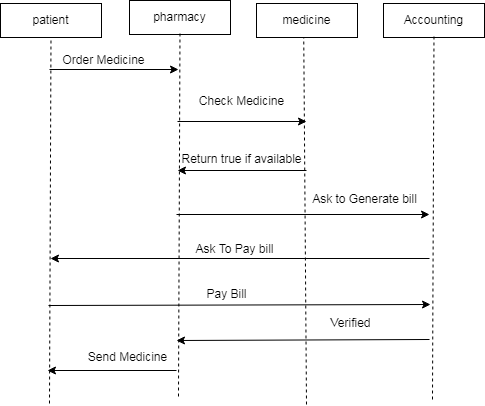 patient
pharmacy
medicine
Accounting
Order Medicine
Check Medicine
Return true if available
Ask to Generate bill
Ask To Pay bill
Pay Bill
Verified
Send Medicine